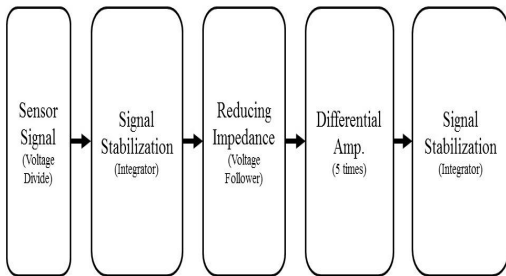 Sensor
Signal
(Voltage
Divide)
Signal
Stabilization
(Integrator)
Reducing
Impedance
(Voltage
Follower)
Differential
Amp.
(5 times)
Signal
Stabilization
(Integrator)